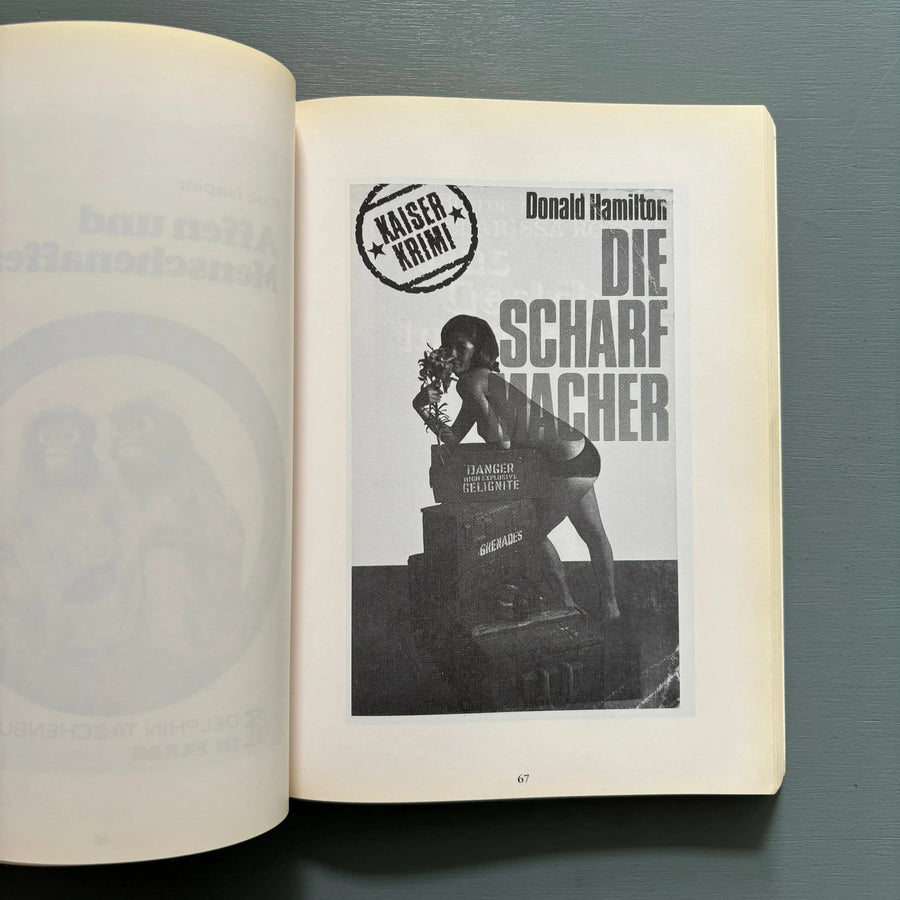 Affen und
Menschenaffen
DELPHIN TASCHENBU
IN FARBE
KAISER
KRIMI
Donald Hamilton
DIE
SCHARF
MACHER
DANGER
HIGH EXPLOSIVE
GELIGNITE
GRENADES
67